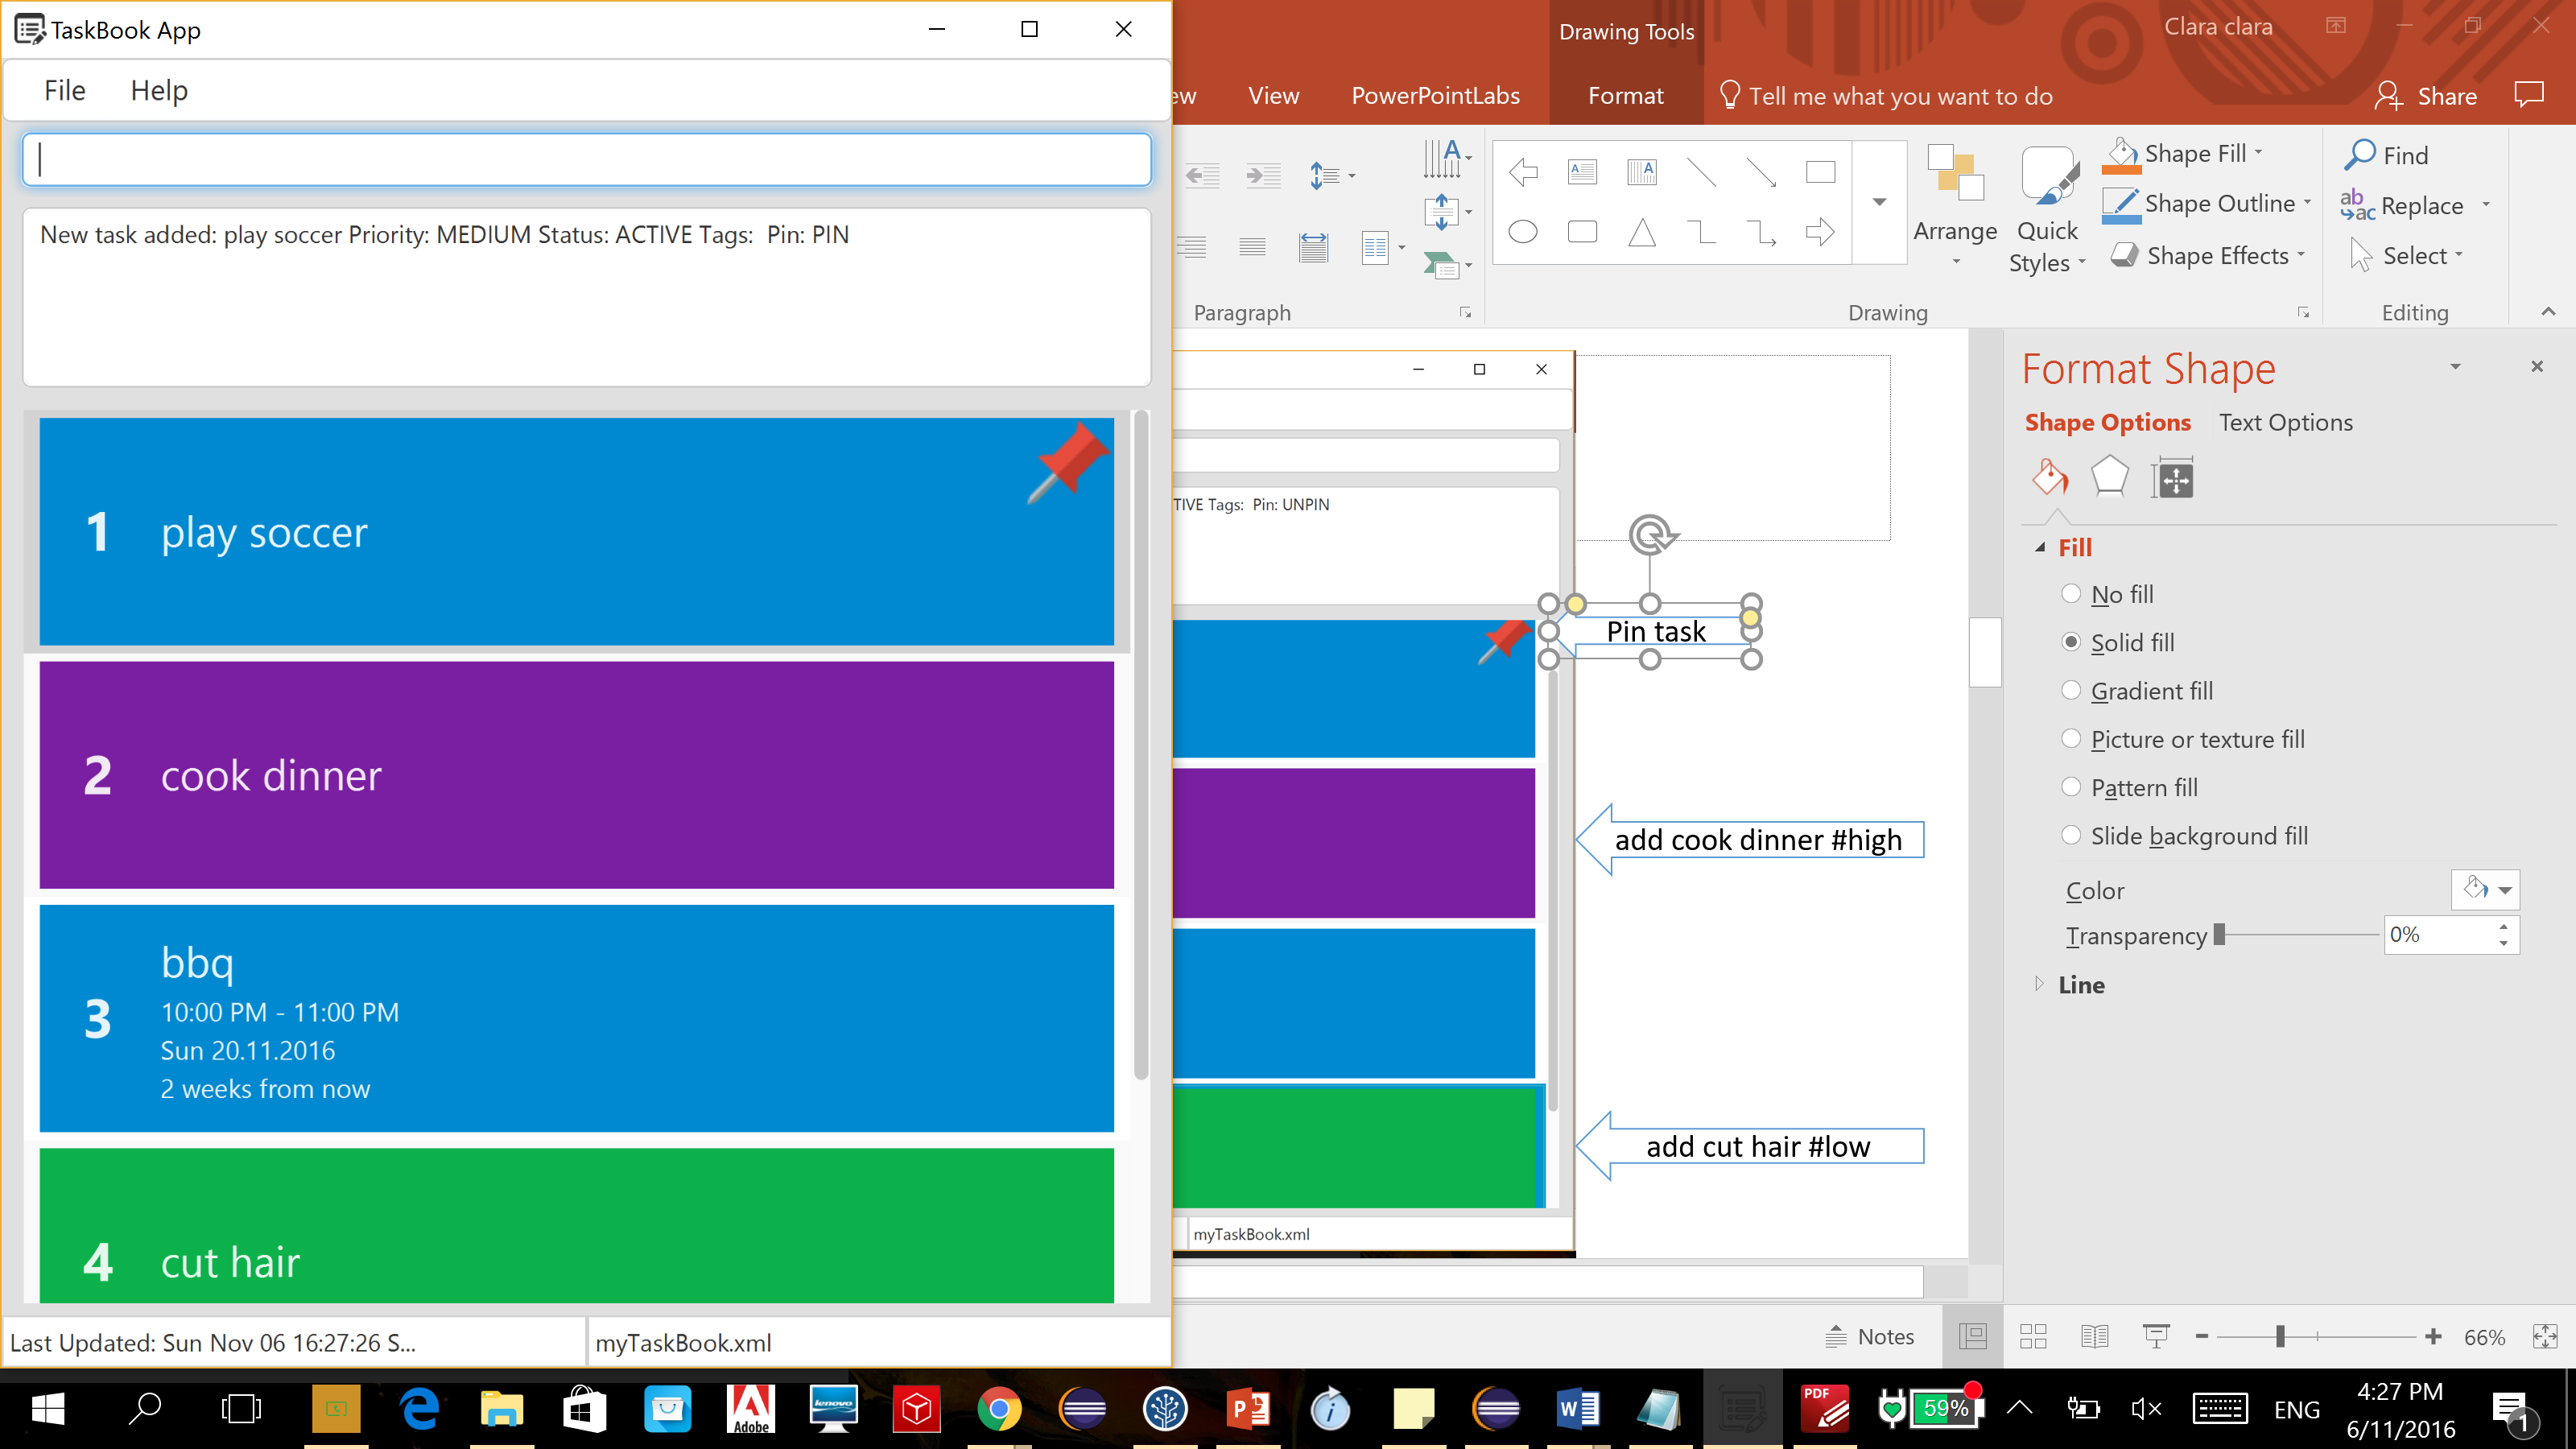 TaskBook App
File Help
New task added: play soccer Priority: MEDIUM Status: ACTIVE Tags:  Pin: PIN
1 play soccer
2 cook dinner
3 bbq
10:00 PM - 11:00 PM
Sun 20.11.2016
2 weeks from now
4 cut hair
Last Updated: Sun Nov 06 16:27:26 S... myTaskBook.xml
Drawing Tools
Clara clara
ew View PowerPointLabs Format Tell me what you want to do Share
Shape Fill
Shape Outline
Shape Effects
Arrange
Quick
Styles
Find
Replace
Select
Paragraph Drawing Editing
TIVE Tags:  Pin: UNPIN
Pin task
add cook dinner #high
add cut hair #low
myTaskBook.xml
Format Shape
Shape Options Text Options
Fill
No fill
Solid fill
Gradient fill
Picture or texture fill
Pattern fill
Slide background fill
Color
Transparency 0%
Line
Notes 66%
Adobe
lenovo
PDF
59%
ENG
4:27 PM
6/11/2016
1